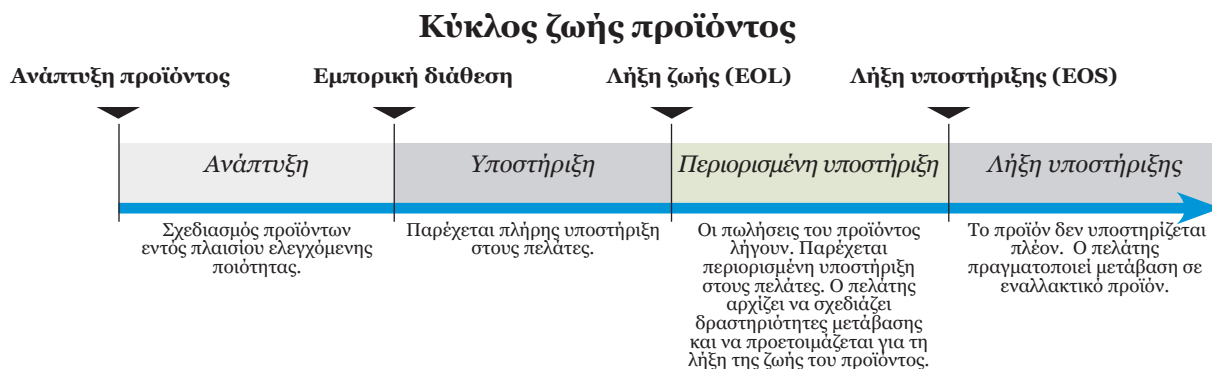 Κύκλος ζωής προϊόντος
Ανάπτυξη προϊόντος
Εμπορική διάθεση
Λήξη ζωής (EOL)
Λήξη υποστήριξης (EOS)
Ανάπτυξη
Υποστήριξη
Περιορισμένη υποστήριξη
Λήξη υποστήριξης
Σχεδιασμός προϊόντων
εντός πλαισίου ελεγχόμενης
ποιότητας.
Παρέχεται πλήρης υποστήριξη
στους πελάτες.
Οι πωλήσεις του προϊόντος
λήγουν. Παρέχεται
περιορισμένη υποστήριξη
στους πελάτες. Ο πελάτης
αρχίζει να σχεδιάζει
δραστηριότητες μετάβασης
και να προετοιμάζεται για τη
λήξη της ζωής του προϊόντος.
Το προϊόν δεν υποστηρίζεται
πλέον. Ο πελάτης
πραγματοποιεί μετάβαση σε
εναλλακτικό προϊόν.